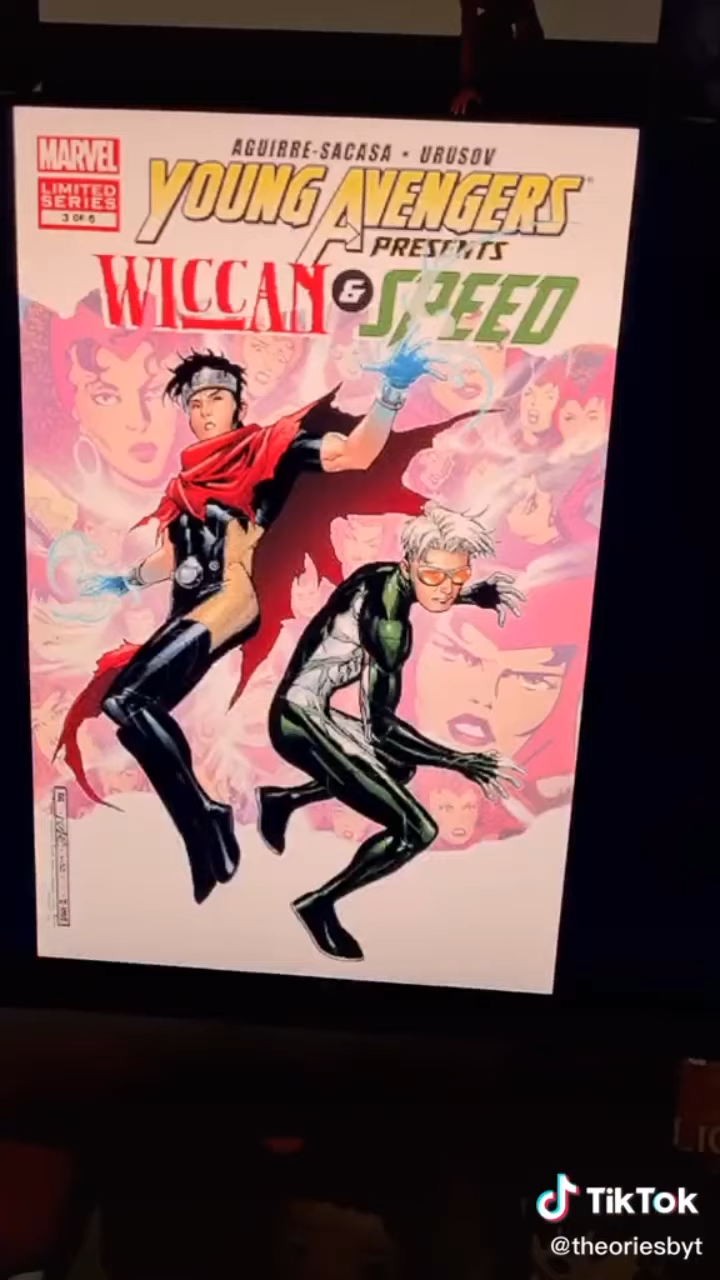 MARVEL
LIMITED
SERIES
3 OF 6
AGUIRRE-SACASA • URUSOV
YOUNG AVENGERS
PRESENTS
WICCAN & SPEED
TikTok
@theoriesbyt